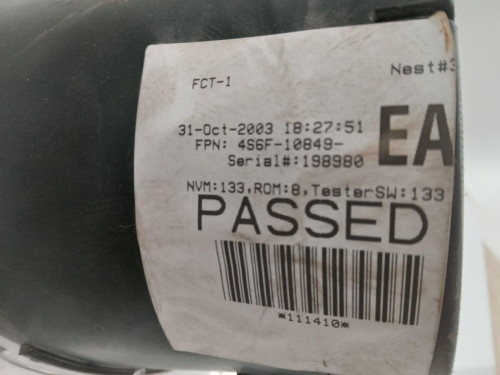 Nest#3
FCT-1
31-Oct-2003 18:27:51
FPN: 4S6F-10849-
EA
Serial#:198980
NVM:133,ROM:8,TesterSW:133
PASSED
*111410*